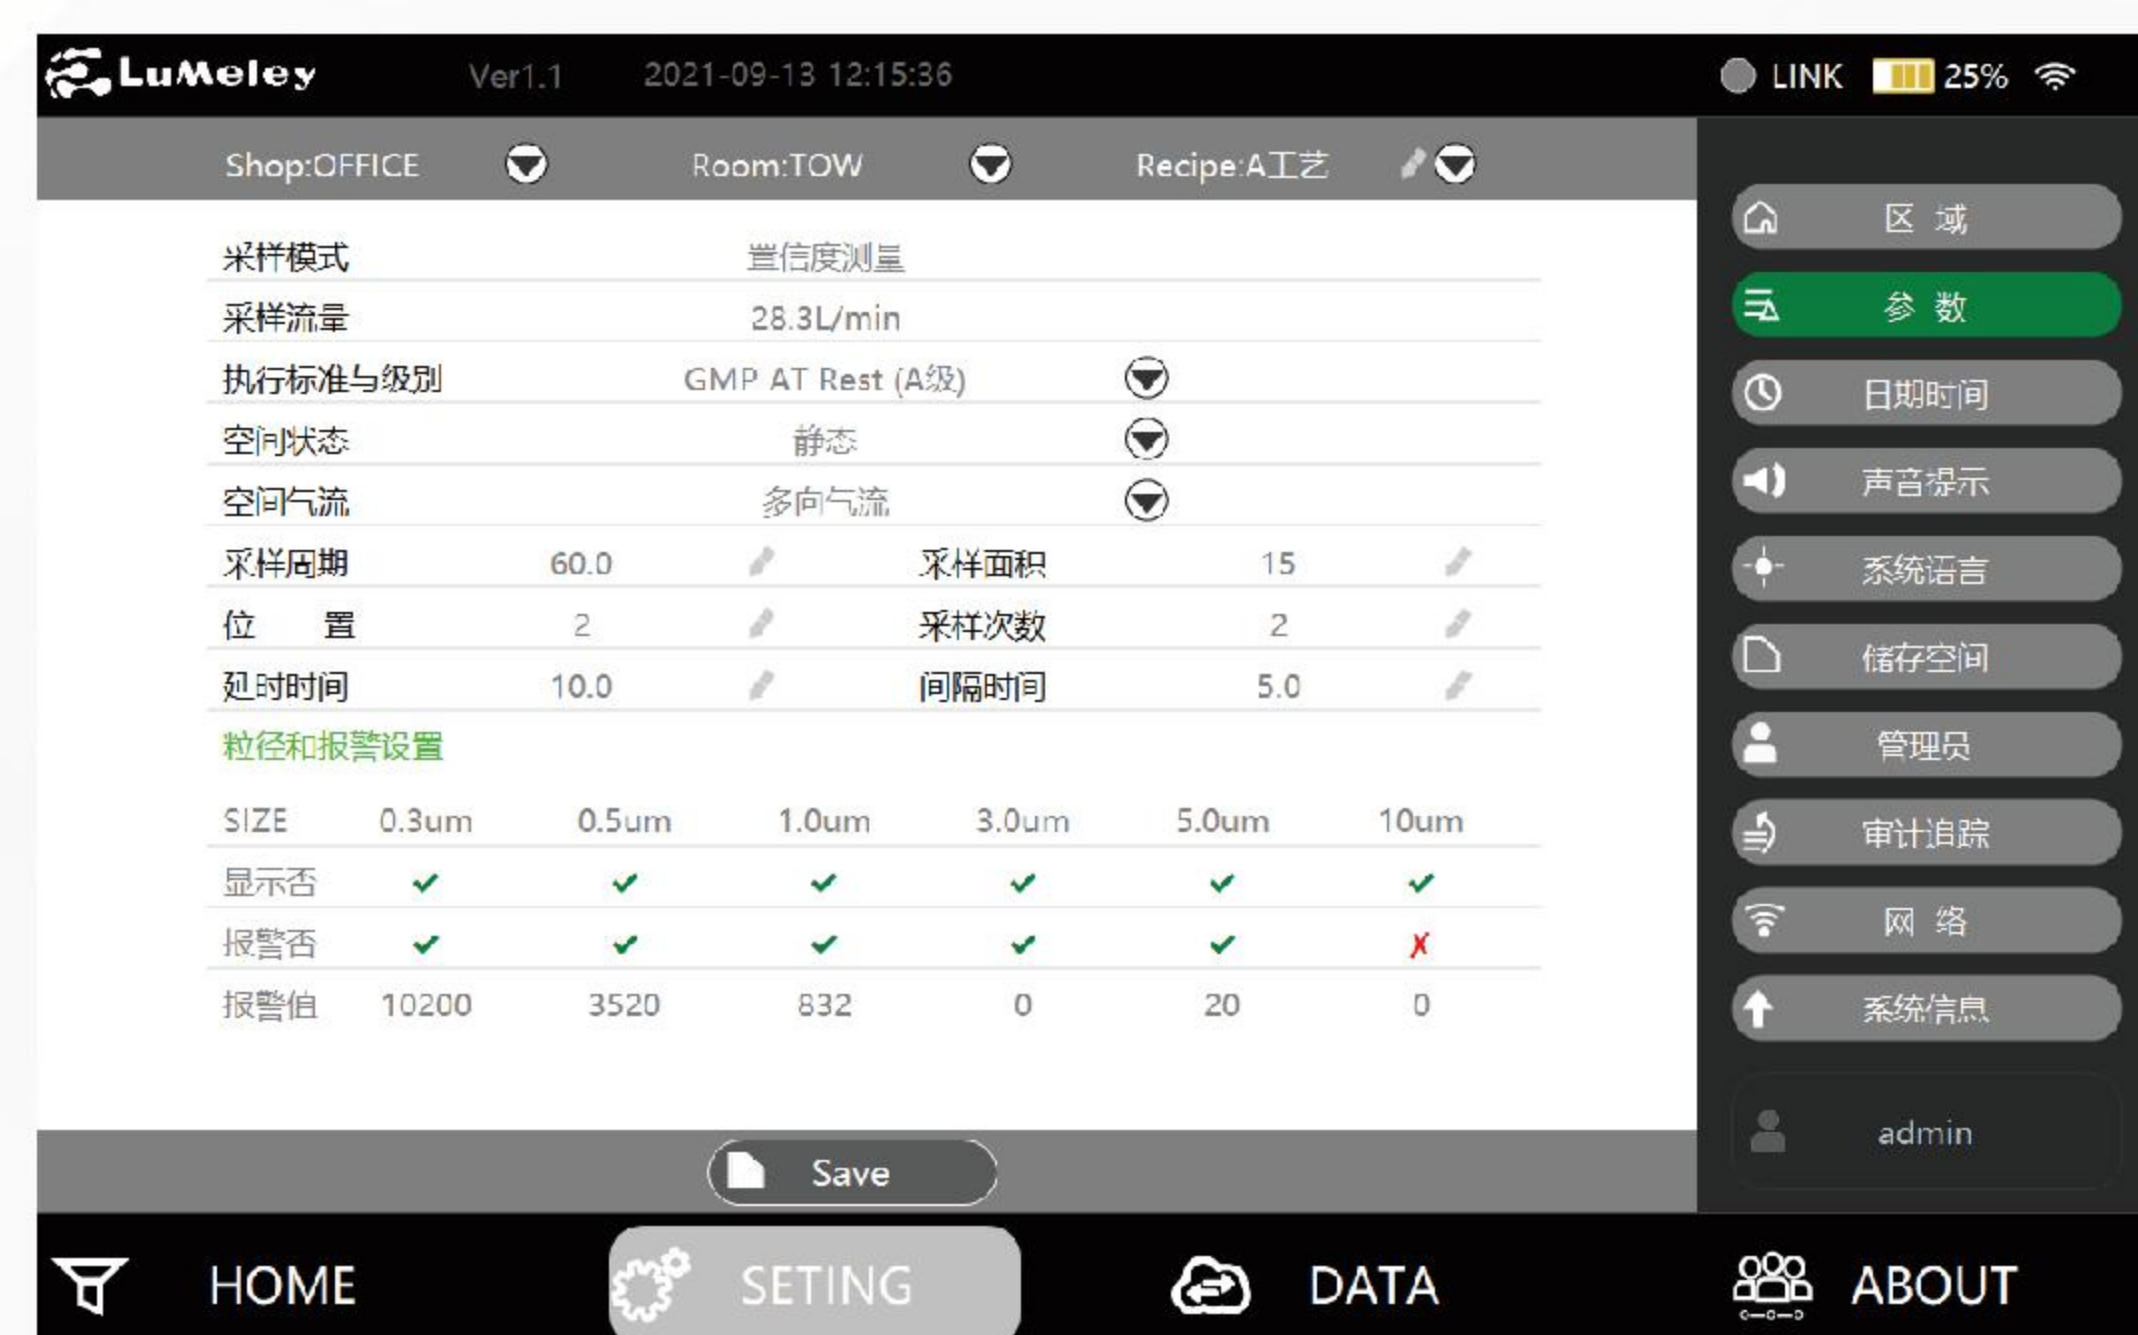 LuMeley Ver1.1 2021-09-13 12:15:36 LINK 25%
Shop:OFFICE Room:TOW Recipe:A工艺
采样模式 置信度测量
采样流量 28.3L/min
执行标准与级别 GMP AT Rest (A级)
空间状态 静态
空间气流 多向气流
采样周期 60.0 采样面积 15
位 置 2 采样次数 2
延时时间 10.0 间隔时间 5.0
粒径和报警设置
SIZE 0.3um 0.5um 1.0um 3.0um 5.0um 10um
显示否 ✓ ✓ ✓ ✓ ✓ ✓
报警否 ✓ ✓ ✓ ✓ ✓ ✗
报警值 10200 3520 832 0 20 0
Save
区 域
参 数
日期时间
声音提示
系统语言
储存空间
管理员
审计追踪
网 络
系统信息
admin
HOME SETING DATA ABOUT